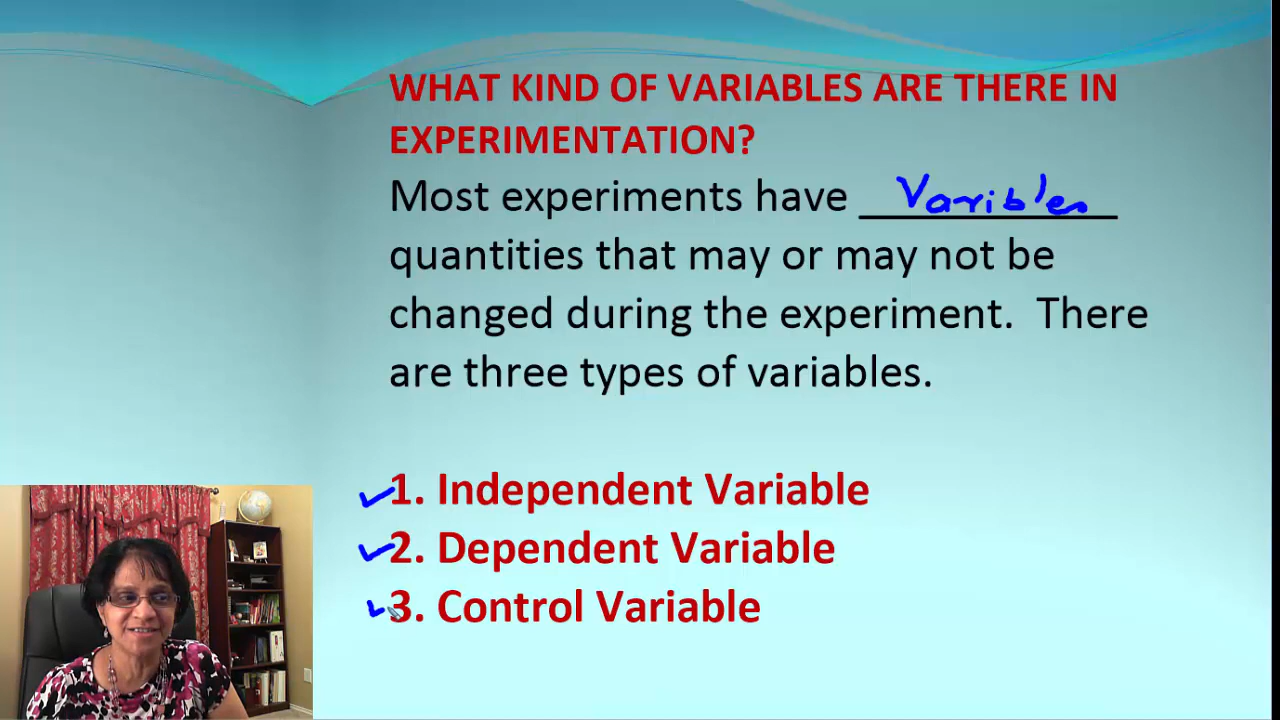 WHAT KIND OF VARIABLES ARE THERE IN
EXPERIMENTATION?
Most experiments have Varibles
quantities that may or may not be
changed during the experiment. There
are three types of variables.
1. Independent Variable
2. Dependent Variable
3. Control Variable